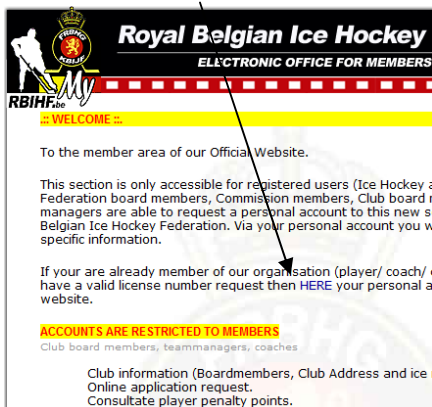 FRBHG
KBIJF
Royal Belgian Ice Hockey
ELECTRONIC OFFICE FOR MEMBERS
My
RBIHF.be
.:: WELCOME ::.
To the member area of our Official Website.
This section is only accessible for registered users (Ice Hockey
Federation board members, Commission members, Club board
managers are able to request a personal account to this new
Belgian Ice Hockey Federation. Via your personal account you
specific information.
If your are already member of our organisation (player/ coach/
have a valid license number request then HERE your personal
website.
ACCOUNTS ARE RESTRICTED TO MEMBERS
Club board members, teammanagers, coaches
Club information (Boardmembers, Club Address and ice
Online application request.
Consultate player penalty points.